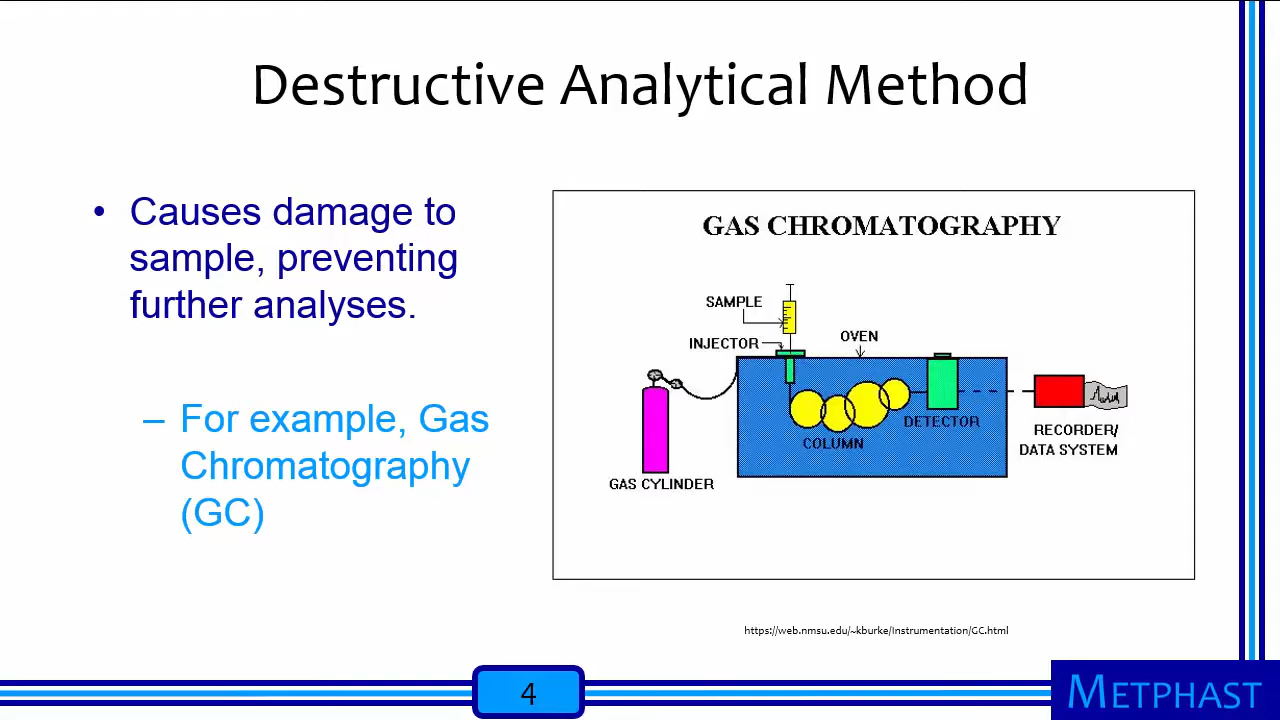 Destructive Analytical Method
• Causes damage to
sample, preventing
further analyses.
– For example, Gas
Chromatography
(GC)
GAS CHROMATOGRAPHY
SAMPLE
INJECTOR
OVEN
COLUMN
DETECTOR
RECORDER/
DATA SYSTEM
GAS CYLINDER
https://web.nmsu.edu/~kburke/Instrumentation/GC.html
4
METPHAST